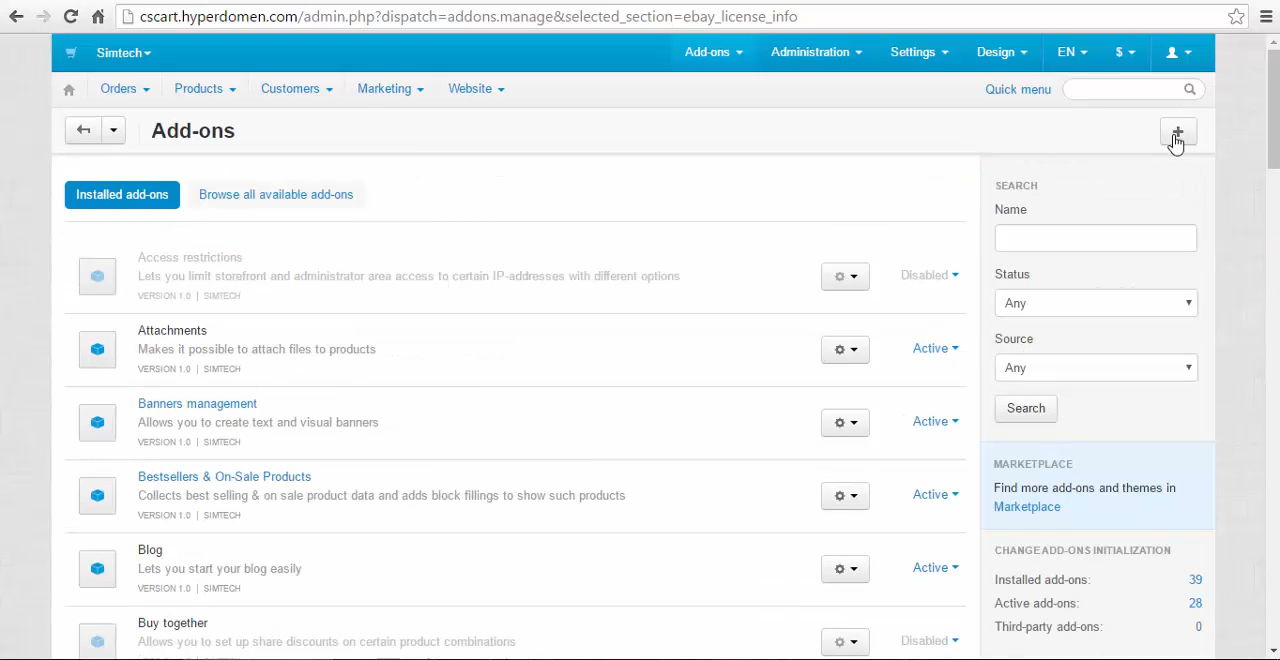 cscart.hyperdomen.com/admin.php?dispatch=addons.manage&selected_section=ebay_license_info
Simtech
Add-ons
Administration
Settings
Design
EN
$
Orders
Products
Customers
Marketing
Website
Quick menu
Add-ons
Installed add-ons
Browse all available add-ons
Access restrictions
Lets you limit storefront and administrator area access to certain IP-addresses with different options
VERSION 1.0 | SIMTECH
Disabled
Attachments
Makes it possible to attach files to products
VERSION 1.0 | SIMTECH
Active
Banners management
Allows you to create text and visual banners
VERSION 1.0 | SIMTECH
Active
Bestsellers & On-Sale Products
Collects best selling & on sale product data and adds block fillings to show such products
VERSION 1.0 | SIMTECH
Active
Blog
Lets you start your blog easily
VERSION 1.0 | SIMTECH
Active
Buy together
Allows you to set up share discounts on certain product combinations
Disabled
SEARCH
Name
Status
Any
Source
Any
Search
MARKETPLACE
Find more add-ons and themes in
Marketplace
CHANGE ADD-ONS INITIALIZATION
Installed add-ons: 39
Active add-ons: 28
Third-party add-ons: 0